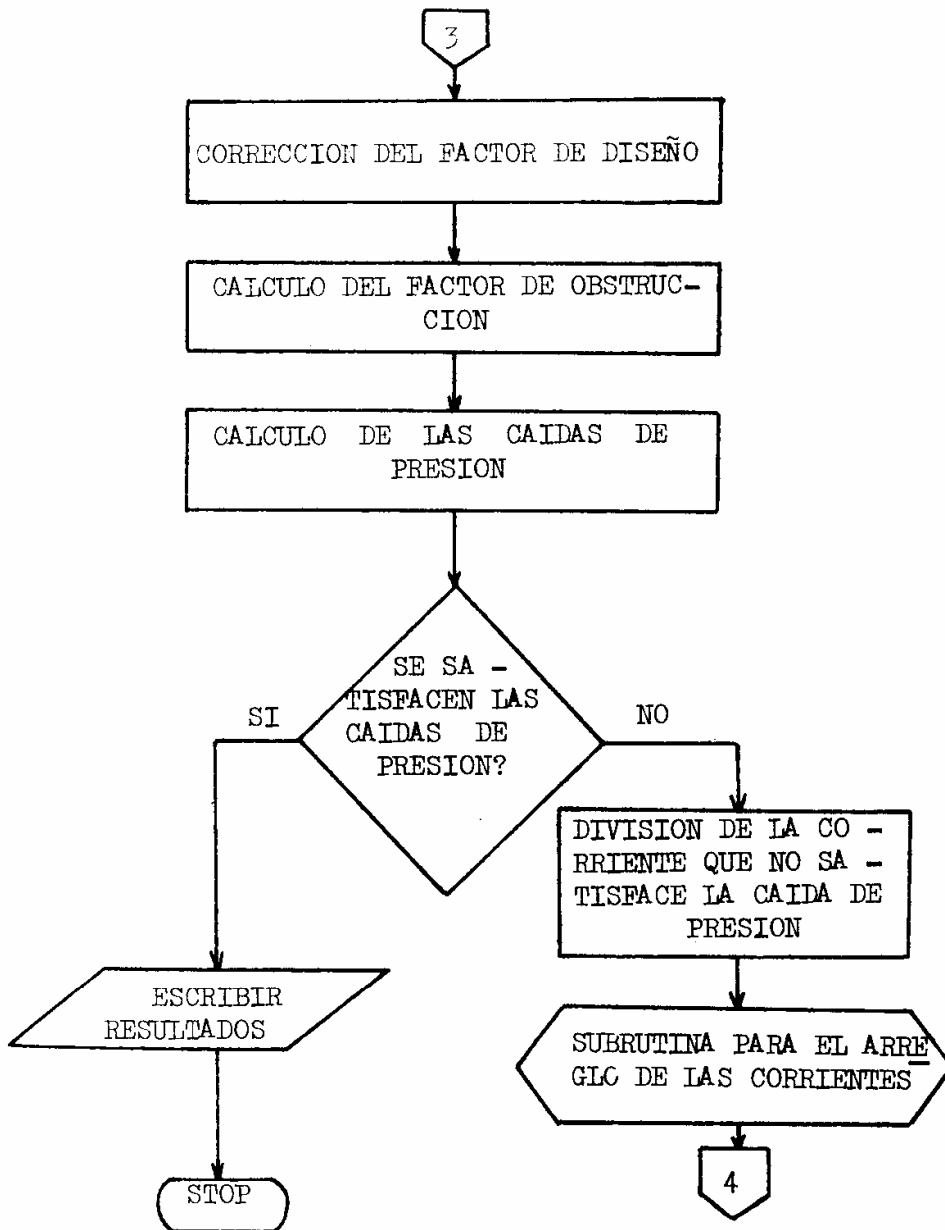 3
CORRECCION DEL FACTOR DE DISEÑO
CALCULO DEL FACTOR DE OBSTRUC-
CION
CALCULO DE LAS CAIDAS DE
PRESION
SE SA -
TISFACEN LAS
CAIDAS DE
PRESION?
SI
NO
DIVISION DE LA CO -
RRIENTE QUE NO SA -
TISFACE LA CAIDA DE
PRESION
ESCRIBIR
RESULTADOS
SUBRUTINA PARA EL ARRE
GLO DE LAS CORRIENTES
STOP
4